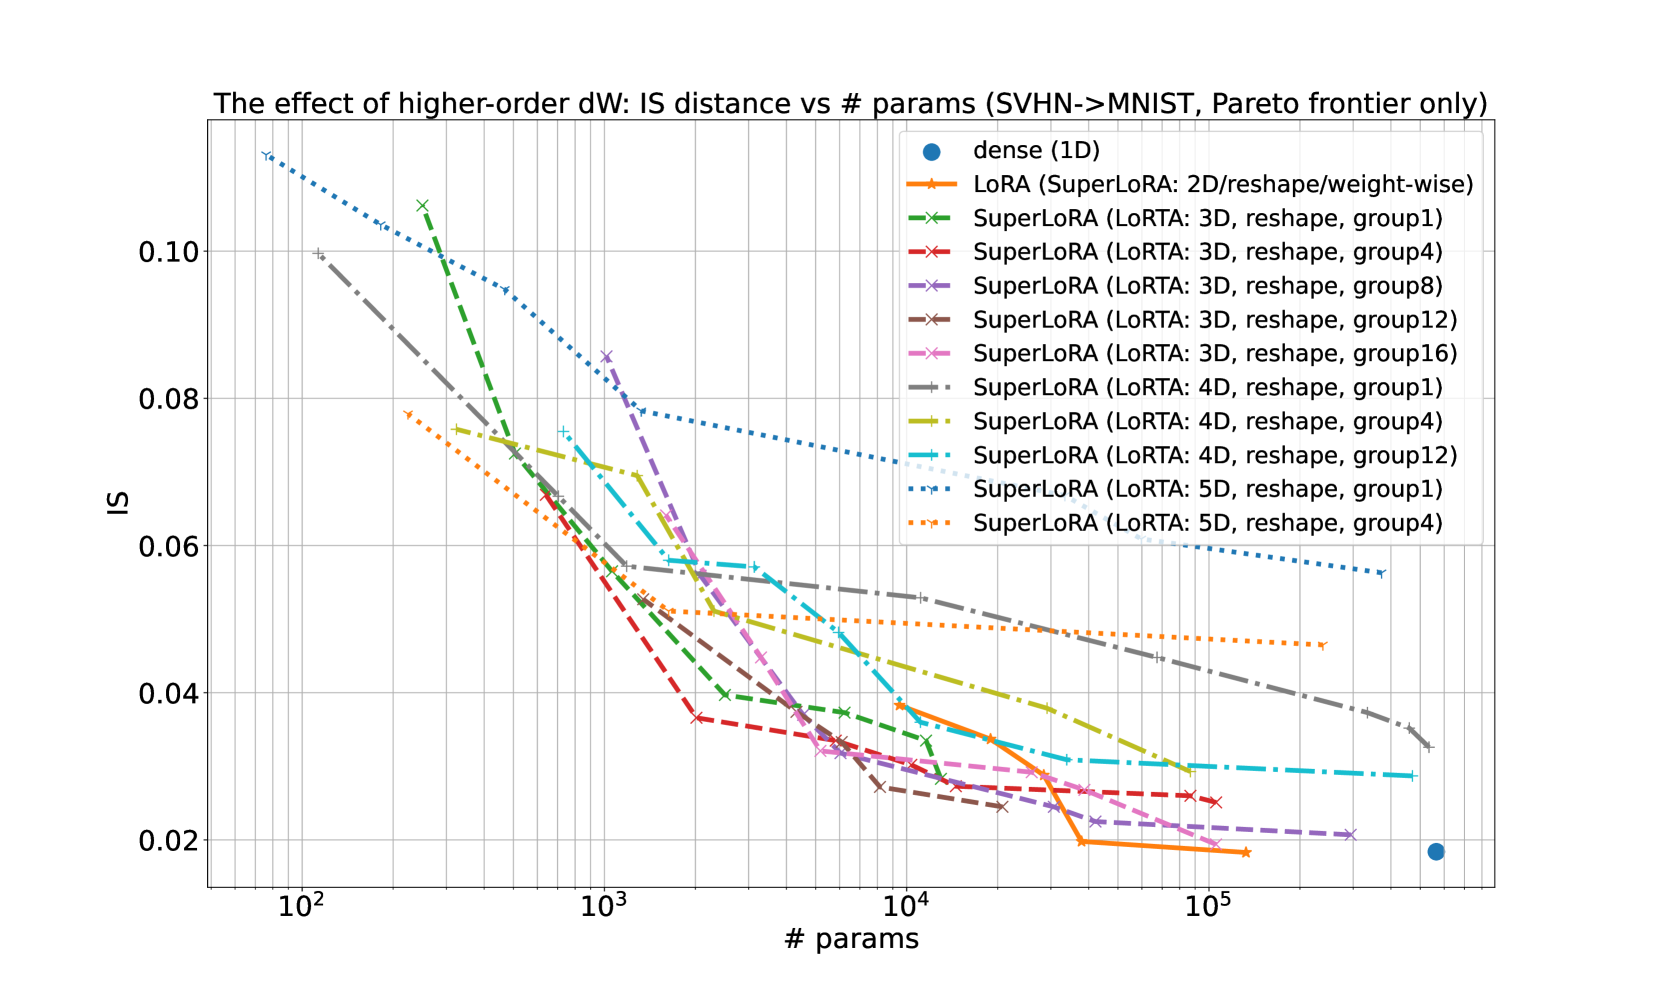 The effect of higher-order dW: IS distance vs # params (SVHN->MNIST, Pareto frontier only)
dense (1D)
LoRA (SuperLoRA: 2D/reshape/weight-wise)
SuperLoRA (LoRTA: 3D, reshape, group1)
SuperLoRA (LoRTA: 3D, reshape, group4)
SuperLoRA (LoRTA: 3D, reshape, group8)
SuperLoRA (LoRTA: 3D, reshape, group12)
SuperLoRA (LoRTA: 3D, reshape, group16)
SuperLoRA (LoRTA: 4D, reshape, group1)
SuperLoRA (LoRTA: 4D, reshape, group4)
SuperLoRA (LoRTA: 4D, reshape, group12)
SuperLoRA (LoRTA: 5D, reshape, group1)
SuperLoRA (LoRTA: 5D, reshape, group4)
0.10
0.08
0.06
0.04
0.02
IS
10² 10³ 10⁴ 10⁵
# params